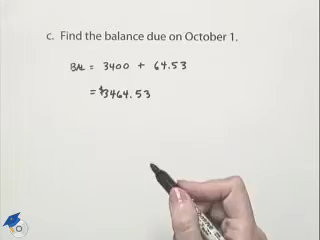 c. Find the balance due on October 1.
BAL = 3400 + 64.53
= $3464.53